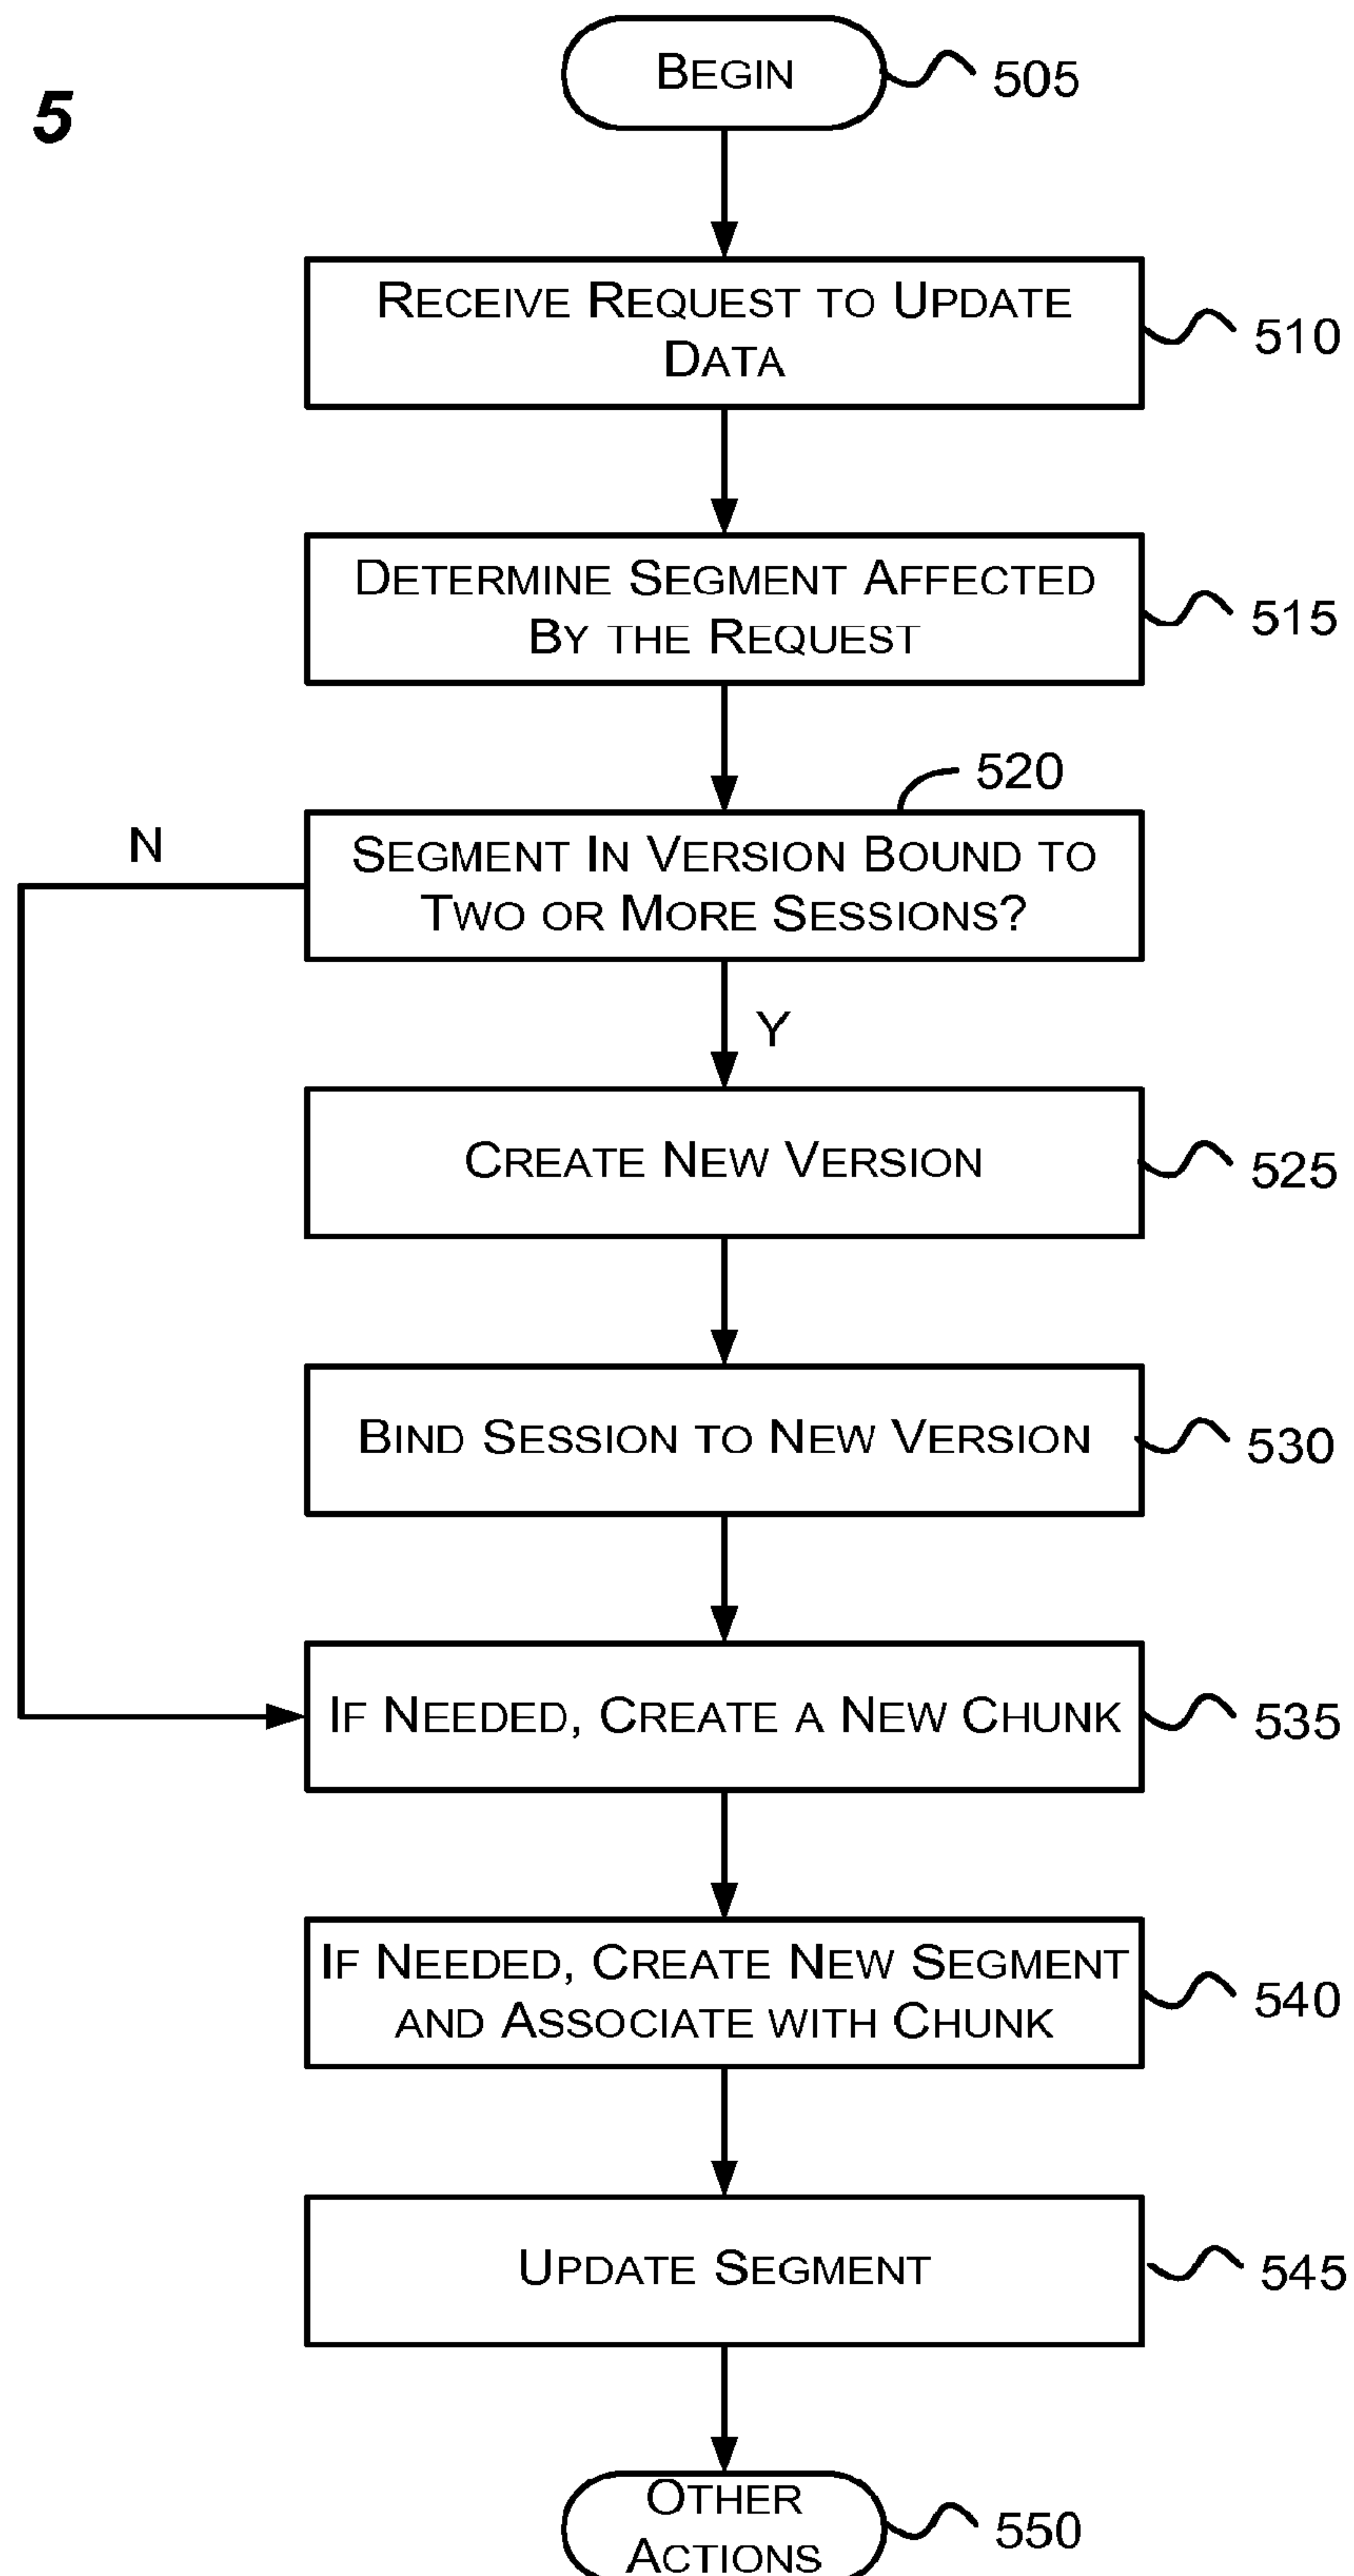 5
BEGIN
505
RECEIVE REQUEST TO UPDATE
DATA
510
DETERMINE SEGMENT AFFECTED
BY THE REQUEST
515
520
SEGMENT IN VERSION BOUND TO
TWO OR MORE SESSIONS?
N
Y
CREATE NEW VERSION
525
BIND SESSION TO NEW VERSION
530
IF NEEDED, CREATE A NEW CHUNK
535
IF NEEDED, CREATE NEW SEGMENT
AND ASSOCIATE WITH CHUNK
540
UPDATE SEGMENT
545
OTHER
ACTIONS
550